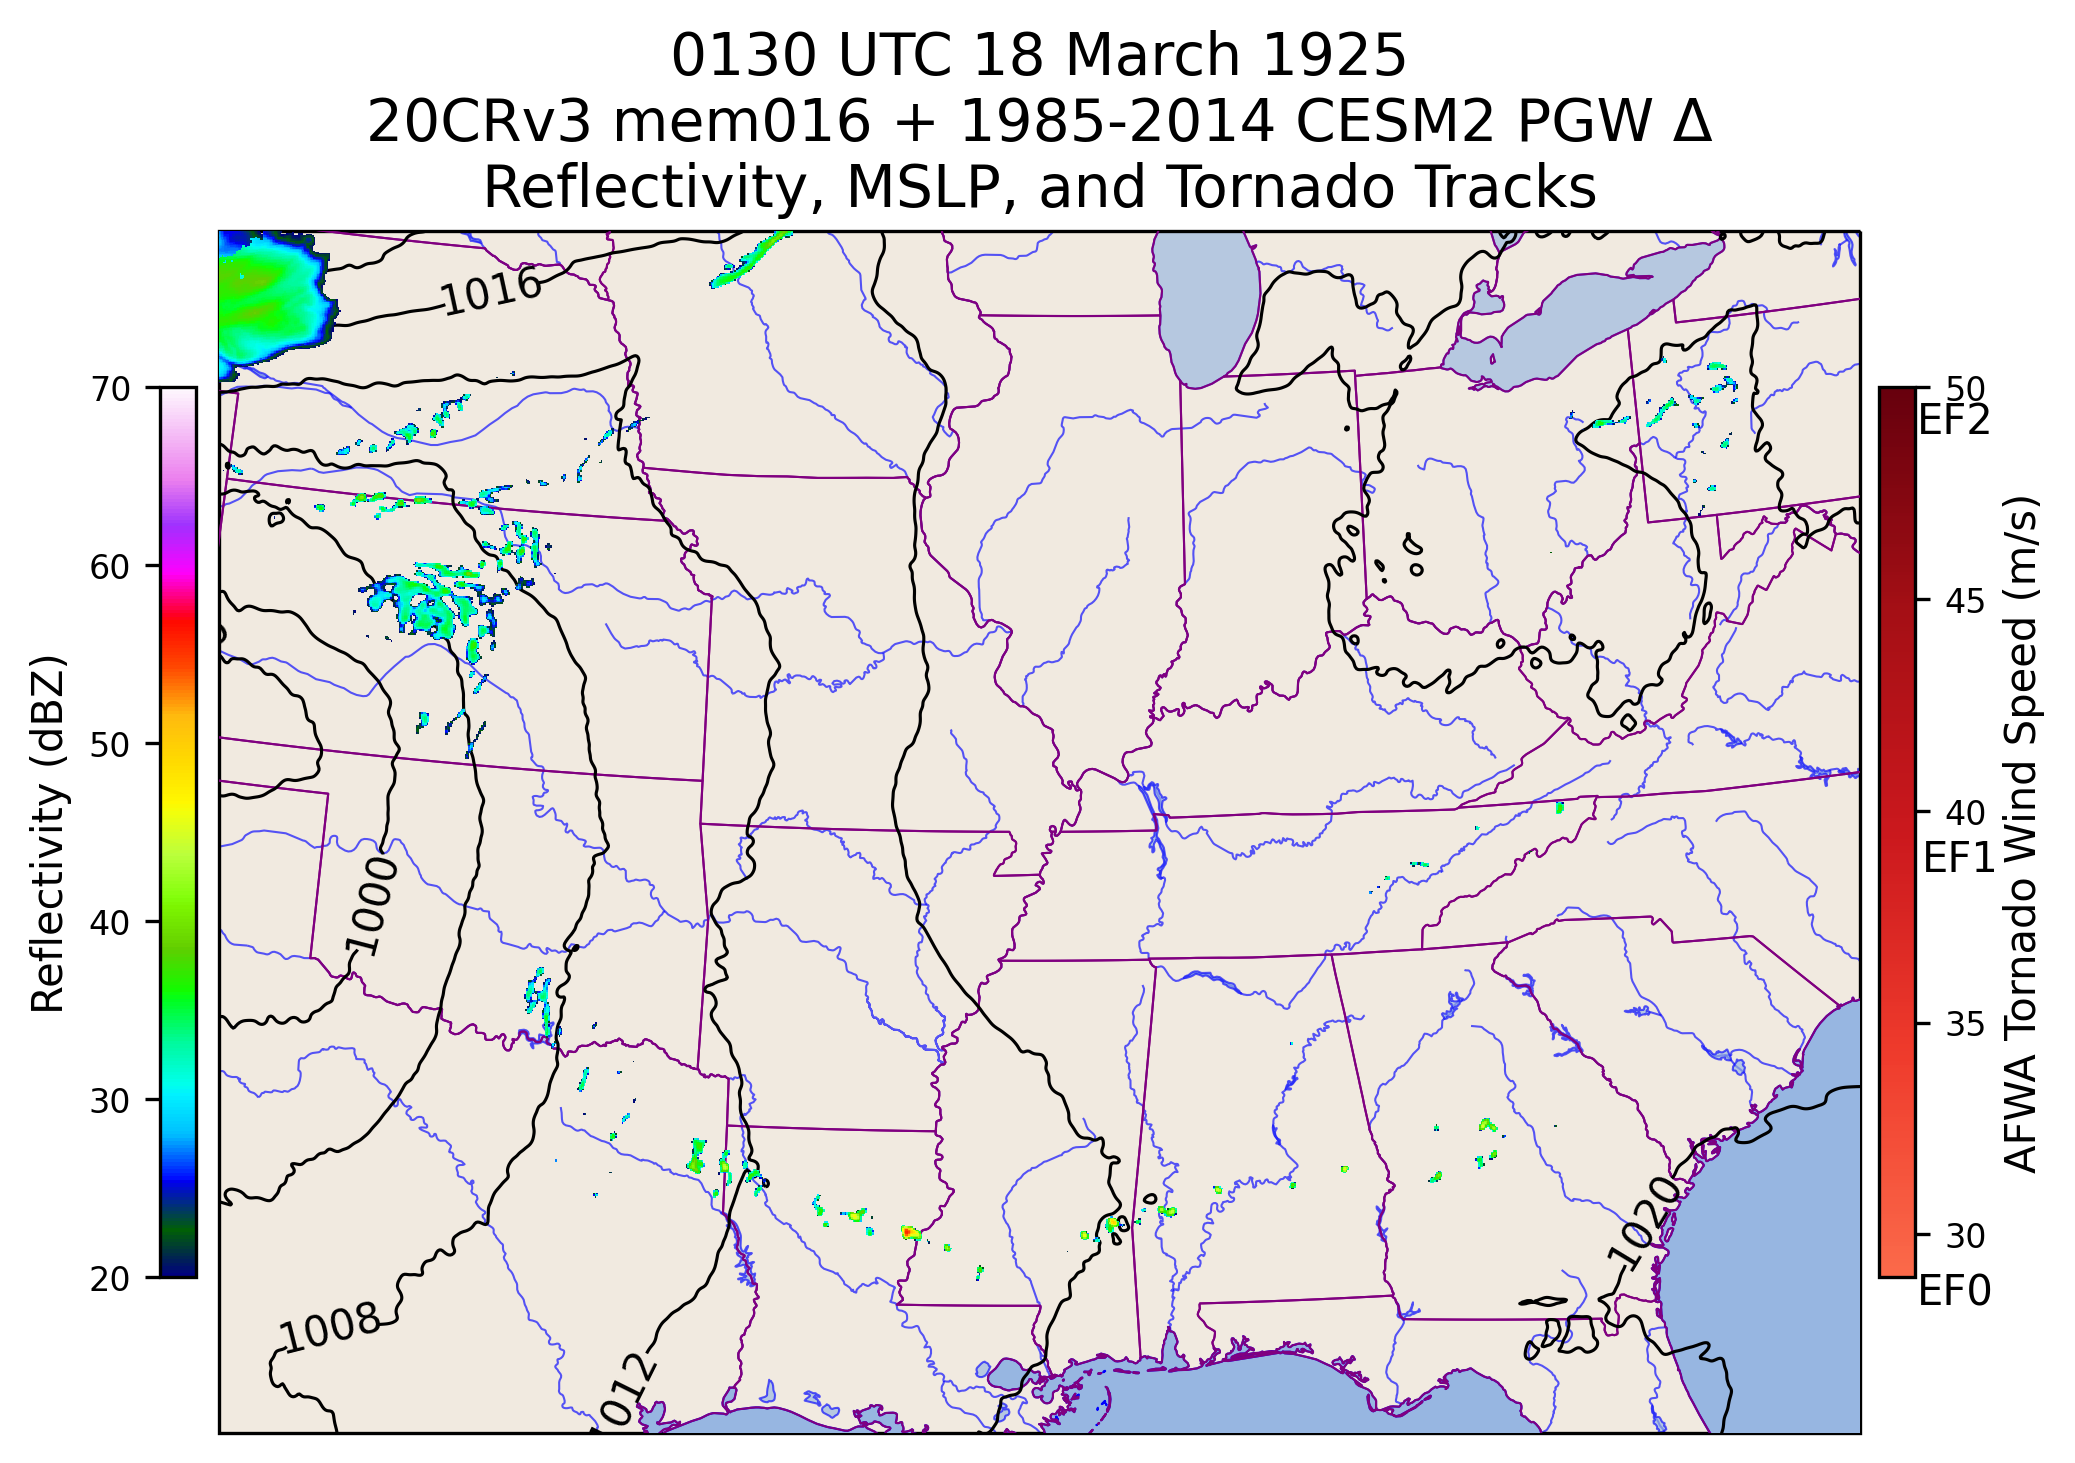 0130 UTC 18 March 1925
20CRv3 mem016 + 1985-2014 CESM2 PGW Δ
Reflectivity, MSLP, and Tornado Tracks
1016
1000
1008
012
1020
Reflectivity (dBZ)
70
60
50
40
30
20
50
EF2
45
40
EF1
35
30
EF0
AFWA Tornado Wind Speed (m/s)